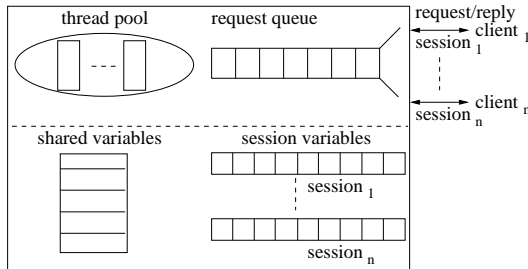 thread pool
request queue
request/reply
client 1
session 1
client n
session n
shared variables
session variables
session 1
session n